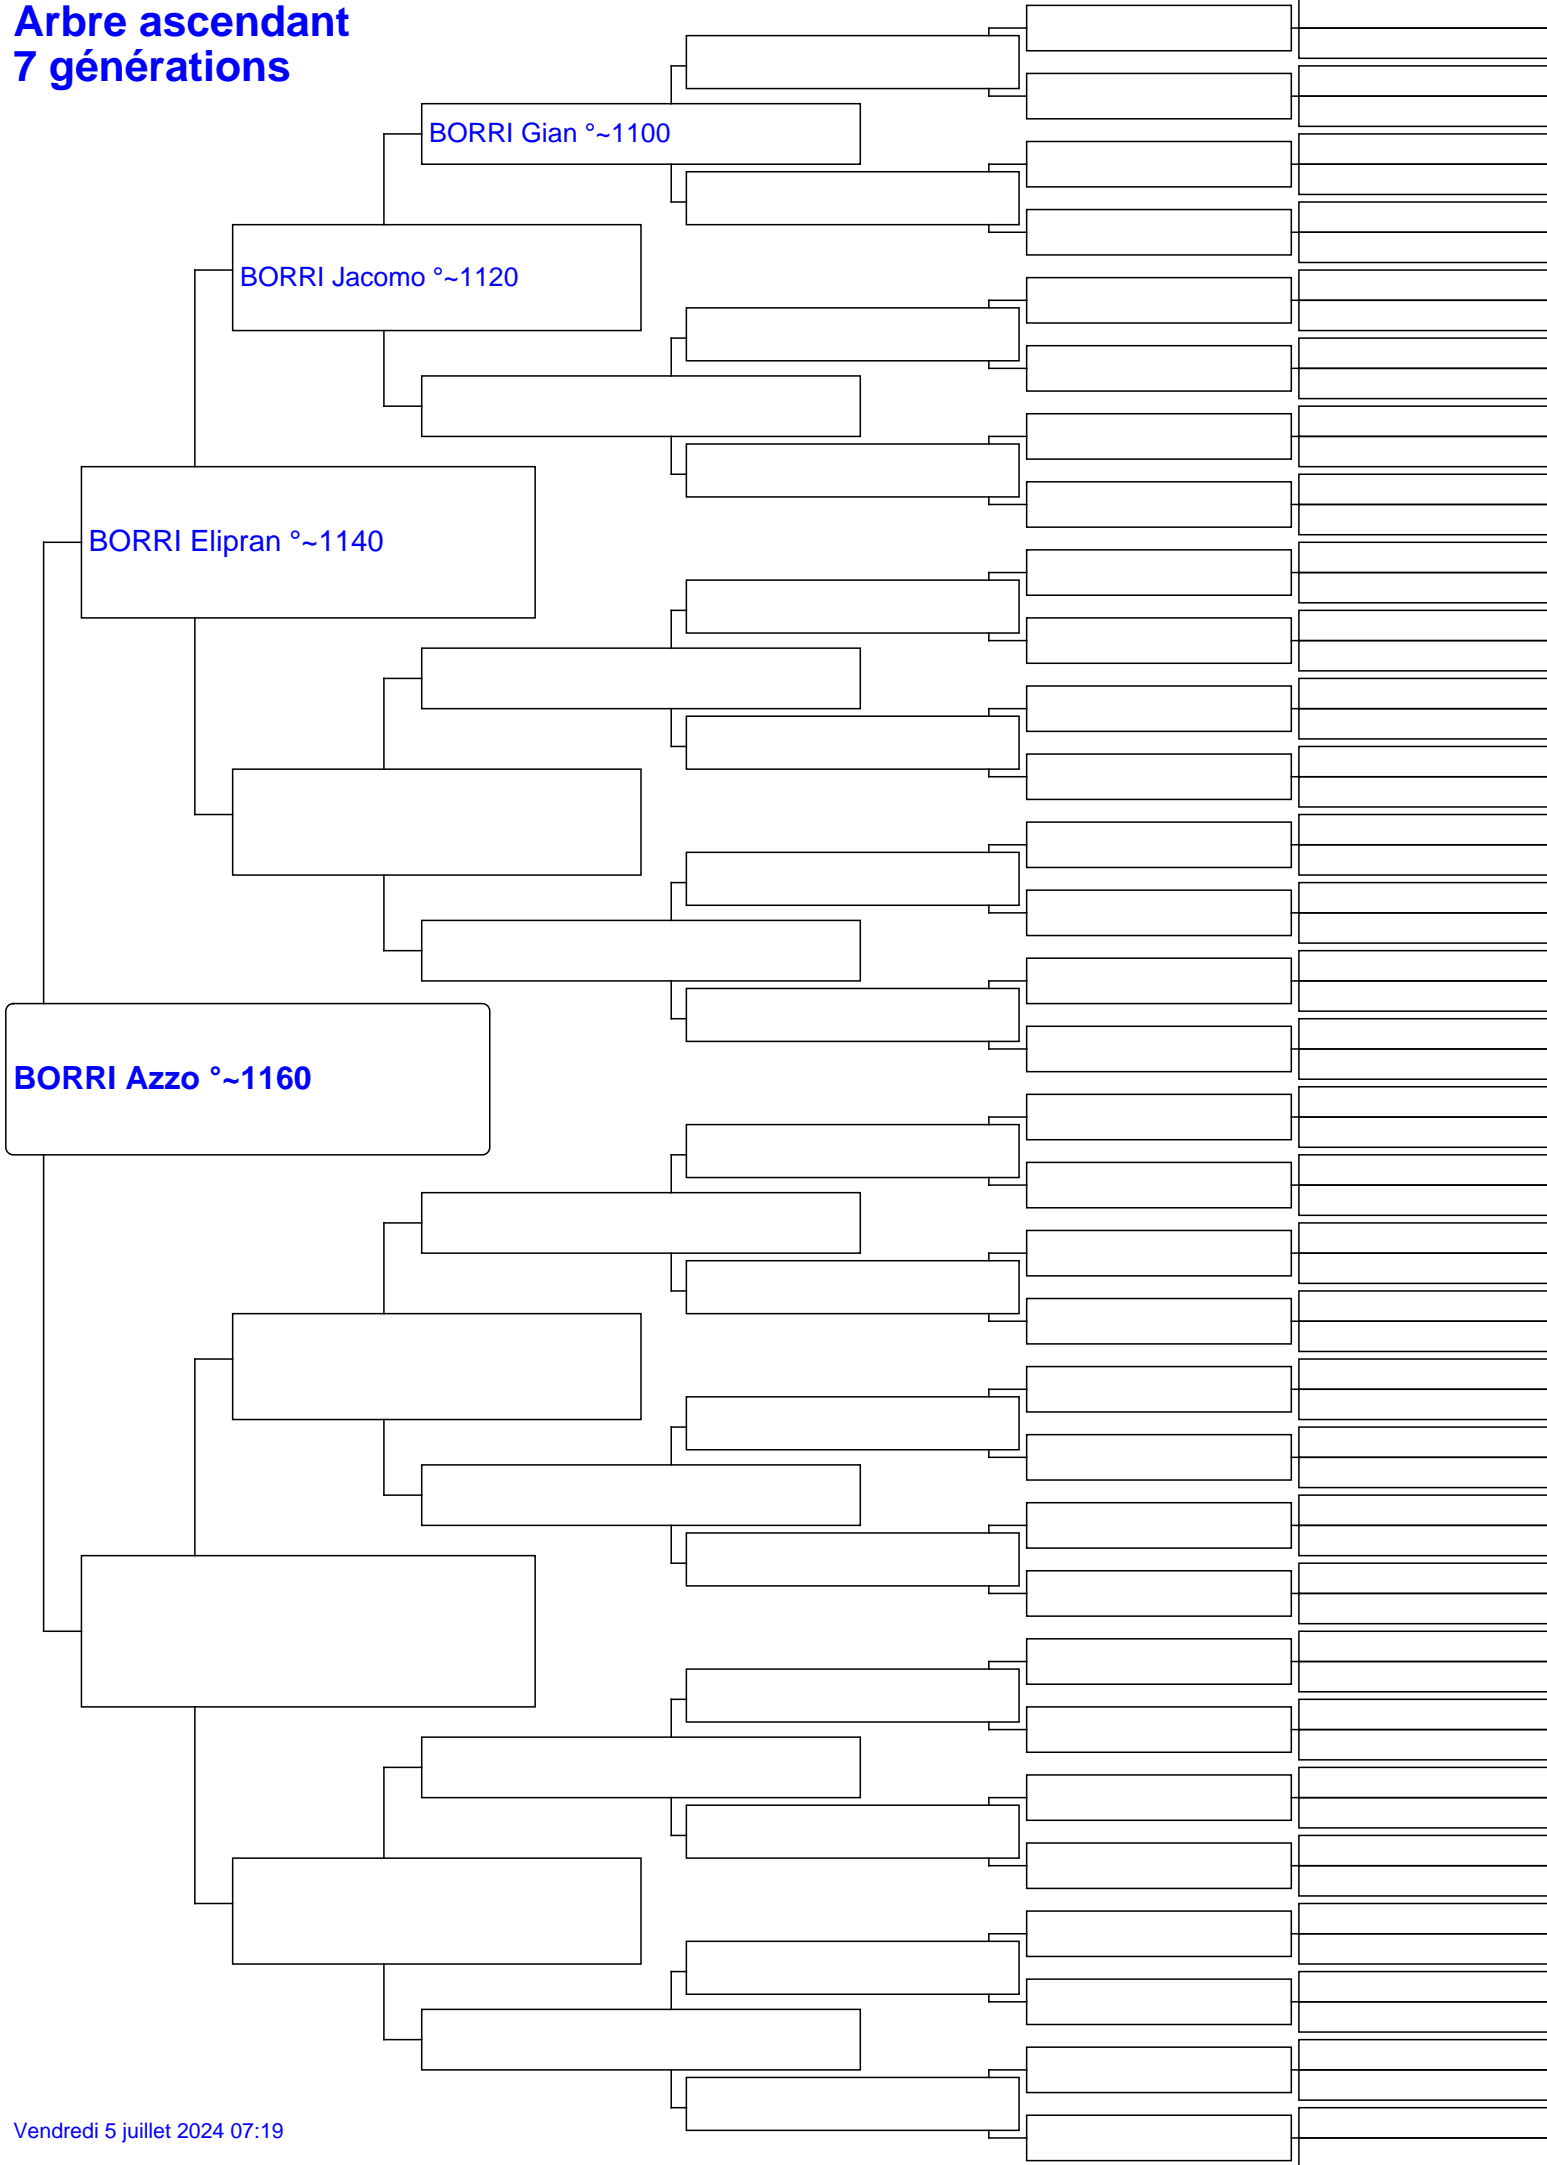 Arbre ascendant
7 générations
BORRI Gian °~1100
BORRI Jacomo °~1120
BORRI Elipran °~1140
BORRI Azzo °~1160
Vendredi 5 juillet 2024 07:19